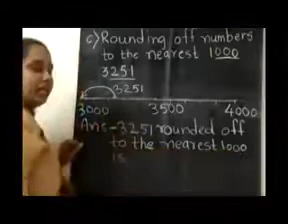 c) Rounding off numbers
to the nearest 1000
3251
3251
3000 3500 4000
Ans - 3251 rounded off
to the nearest 1000
is